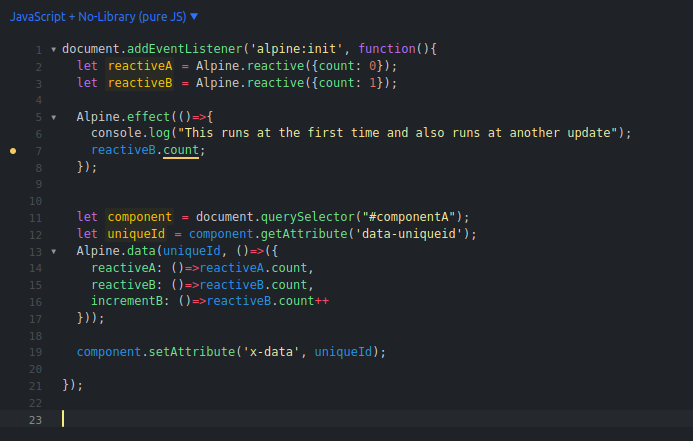 JavaScript + No-Library (pure JS) ▼
1 ▾ document.addEventListener('alpine:init', function(){
2 let reactiveA = Alpine.reactive({count: 0});
3 let reactiveB = Alpine.reactive({count: 1});
4
5 ▾ Alpine.effect(()=>{
6 console.log("This runs at the first time and also runs at another update");
7 reactiveB.count;
8 });
9
10
11 let component = document.querySelector("#componentA");
12 let uniqueId = component.getAttribute('data-uniqueid');
13 ▾ Alpine.data(uniqueId, ()=>({
14 reactiveA: ()=>reactiveA.count,
15 reactiveB: ()=>reactiveB.count,
16 incrementB: ()=>reactiveB.count++
17 }));
18
19 component.setAttribute('x-data', uniqueId);
20
21 });
22
23